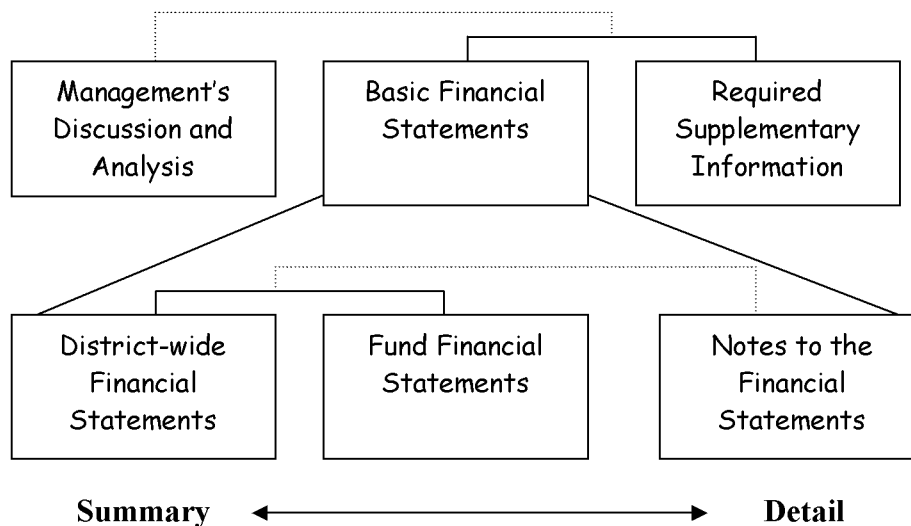 Management's
Discussion and
Analysis
Basic Financial
Statements
Required
Supplementary
Information
District-wide
Financial
Statements
Fund Financial
Statements
Notes to the
Financial
Statements
Summary
Detail